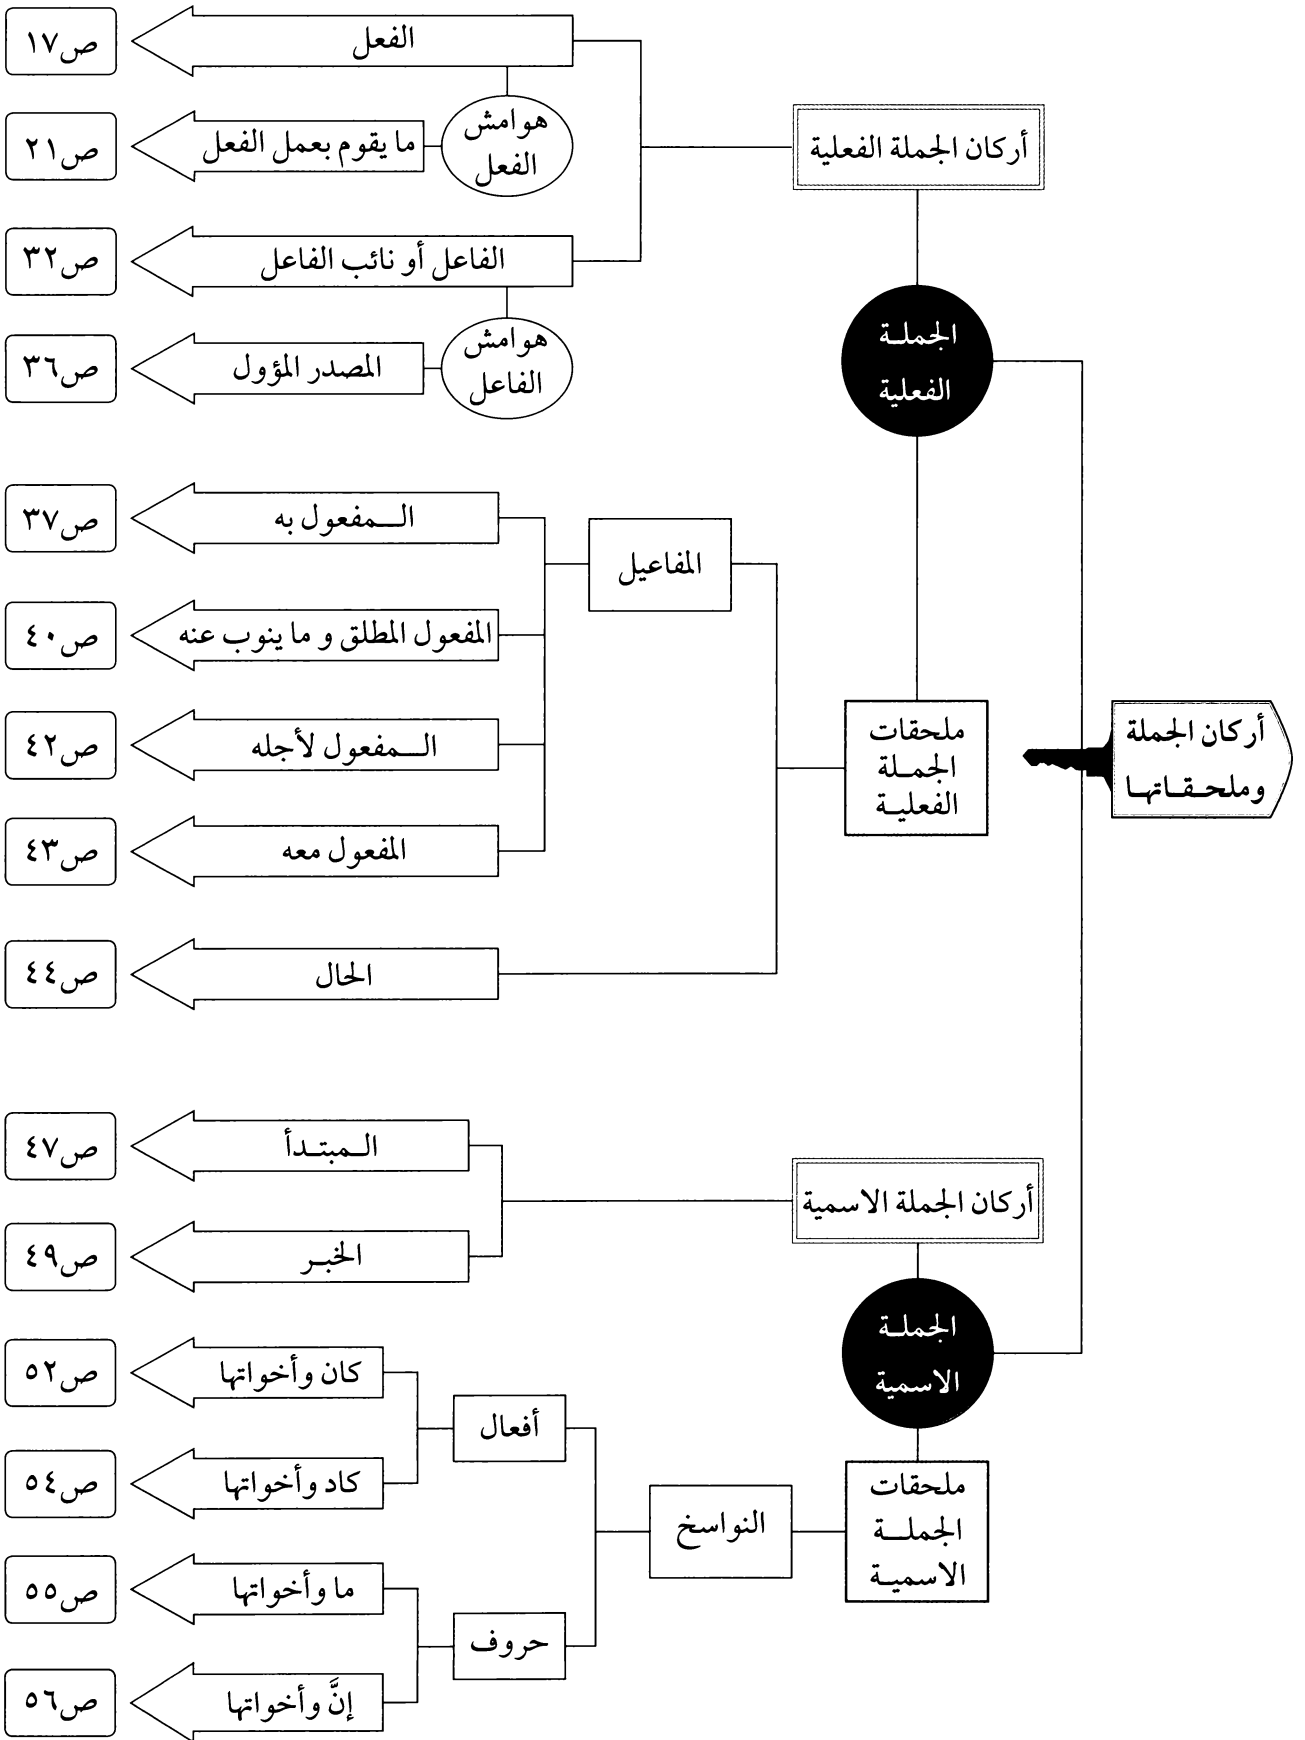 أركان الجملة
وملحقاتها
الجملة
الفعلية
أركان الجملة الفعلية
الفعل
ص١٧
هوامش
الفعل
ما يقوم بعمل الفعل
ص٢١
الفاعل أو نائب الفاعل
ص٣٢
هوامش
الفاعل
المصدر المؤول
ص٣٦
ملحقات
الجملة
الفعلية
المفاعيل
المفعول به
ص٣٧
المفعول المطلق و ما ينوب عنه
ص٤٠
المفعول لأجله
ص٤٢
المفعول معه
ص٤٣
الحال
ص٤٤
الجملة
الاسمية
أركان الجملة الاسمية
المبتدأ
ص٤٧
الخبر
ص٤٩
ملحقات
الجملة
الاسمية
النواسخ
أفعال
كان وأخواتها
ص٥٢
كاد وأخواتها
ص٥٤
حروف
ما وأخواتها
ص٥٥
إنَّ وأخواتها
ص٥٦